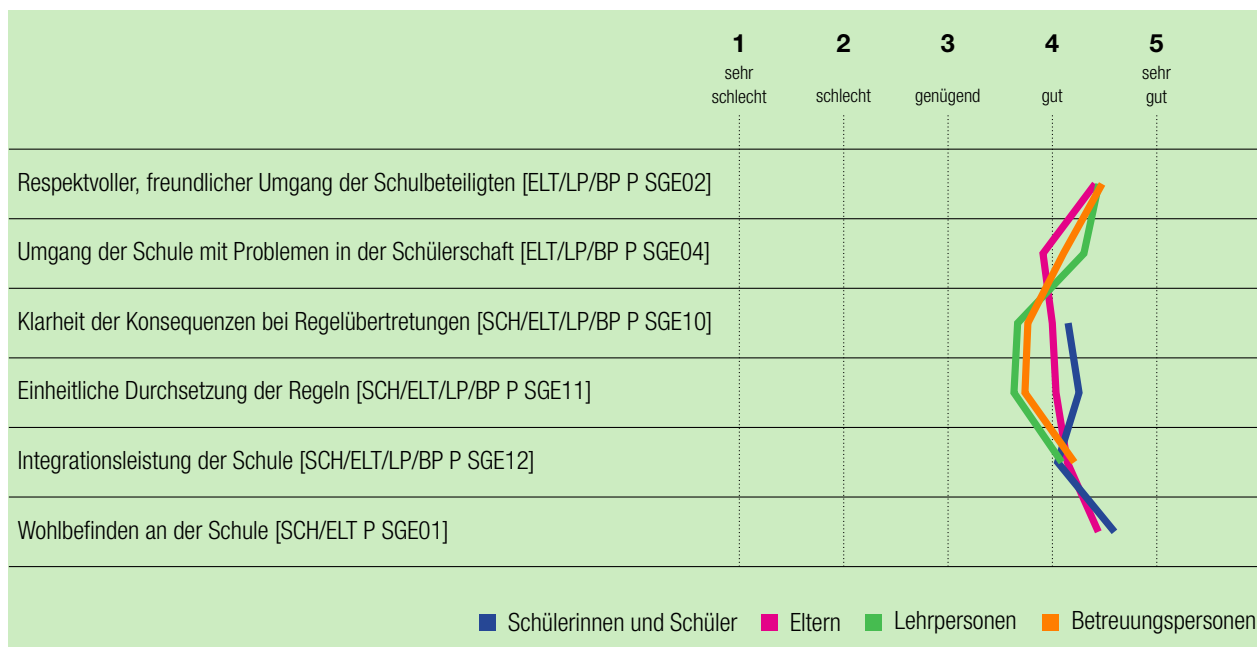 1 2 3 4 5
sehr schlecht schlecht genügend gut sehr gut
Respektvoller, freundlicher Umgang der Schulbeteiligten [ELT/LP/BP P SGE02]
Umgang der Schule mit Problemen in der Schülerschaft [ELT/LP/BP P SGE04]
Klarheit der Konsequenzen bei Regelübertretungen [SCH/ELT/LP/BP P SGE10]
Einheitliche Durchsetzung der Regeln [SCH/ELT/LP/BP P SGE11]
Integrationsleistung der Schule [SCH/ELT/LP/BP P SGE12]
Wohlbefinden an der Schule [SCH/ELT P SGE01]
Schülerinnen und Schüler Eltern Lehrpersonen Betreuungspersonen